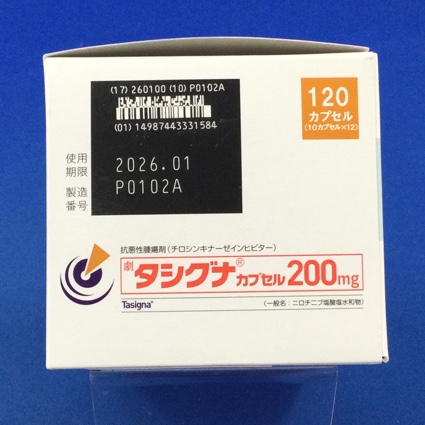 (17) 260100 (10) P0102A
(01) 14987443331584
使用
期限
2026.01
製造
番号
P0102A
120
カプセル
(10カプセル×12)
抗悪性腫瘍剤(チロシンキナーゼインヒビター)
劇 タシグナ®カプセル200mg
Tasigna®
(一般名:ニロチニブ塩酸塩水和物)